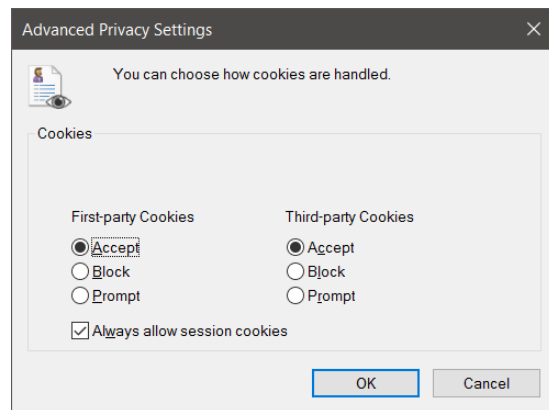 Advanced Privacy Settings
You can choose how cookies are handled.
Cookies
First-party Cookies
Third-party Cookies
Accept
Accept
Block
Block
Prompt
Prompt
Always allow session cookies
OK
Cancel